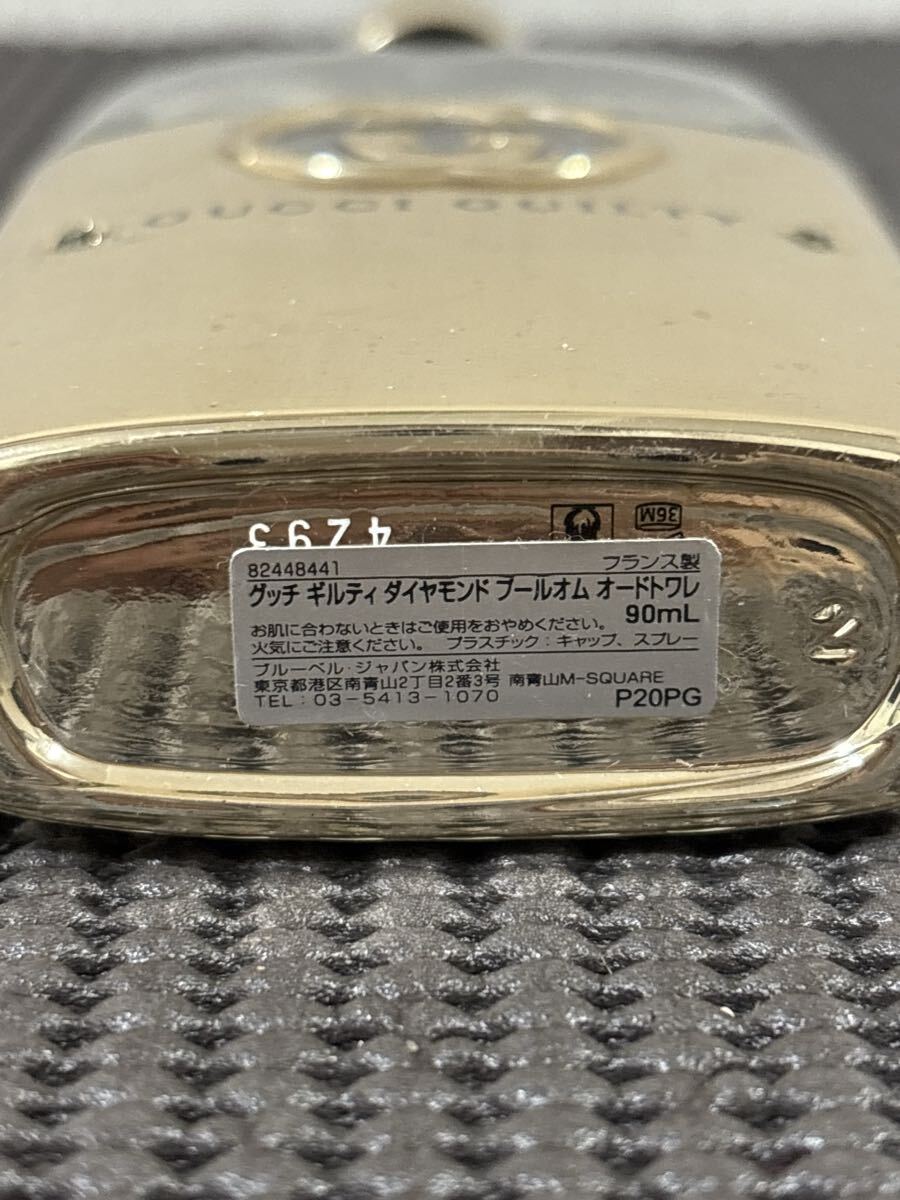 GUCCI GUILTY
4293
36M
82448441 フランス製
グッチ ギルティ ダイヤモンド プールオム オードトワレ
90mL
お肌に合わないときはご使用をおやめください。
火気にご注意ください。 プラスチック：キャップ、スプレー
ブルーベル・ジャパン株式会社
東京都港区南青山2丁目2番3号 南青山M-SQUARE
TEL：03-5413-1070 P20PG
2